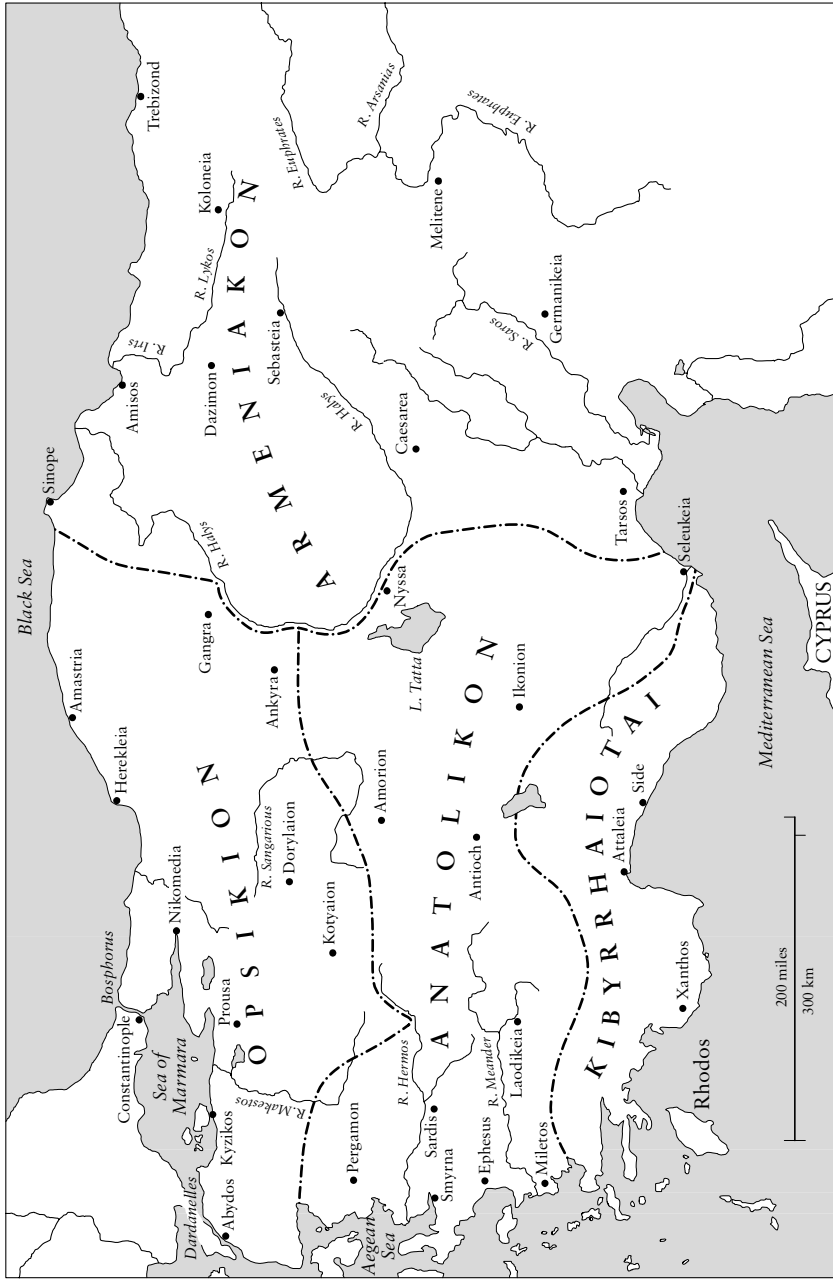 Black Sea
Sinope
Trebizond
Amisos
R. Iris
Amastria
Herekleia
Bosphorus
Constantinople
Sea of
Marmara
Dardanelles
Nikomedia
Abydos
Kyzikos
Prousa
OPSIKION
Gangra
R. Halys
Dazimon
R. Lykos
Koloneia
ARMENIAKON
Sebasteia
R. Halys
Ankyra
R. Sangarious
Dorylaion
Kotyaion
R. Makestos
R. Euphrates
R. Arsanias
R. Euphrates
Melitene
Caesarea
Nyssa
L. Tatta
Amorion
Pergamon
Aegean
Sea
R. Hermos
Sardis
Smyrna
ANATOLIKON
Antioch
Ikonion
R. Meander
Ephesus
Laodikeia
Miletos
R. Saros
Germanikeia
Tarsos
Seleukeia
KIBYRRHAIOTAI
Side
Attaleia
Xanthos
Rhodos
Mediterranean Sea
CYPRUS
200 miles
300 km